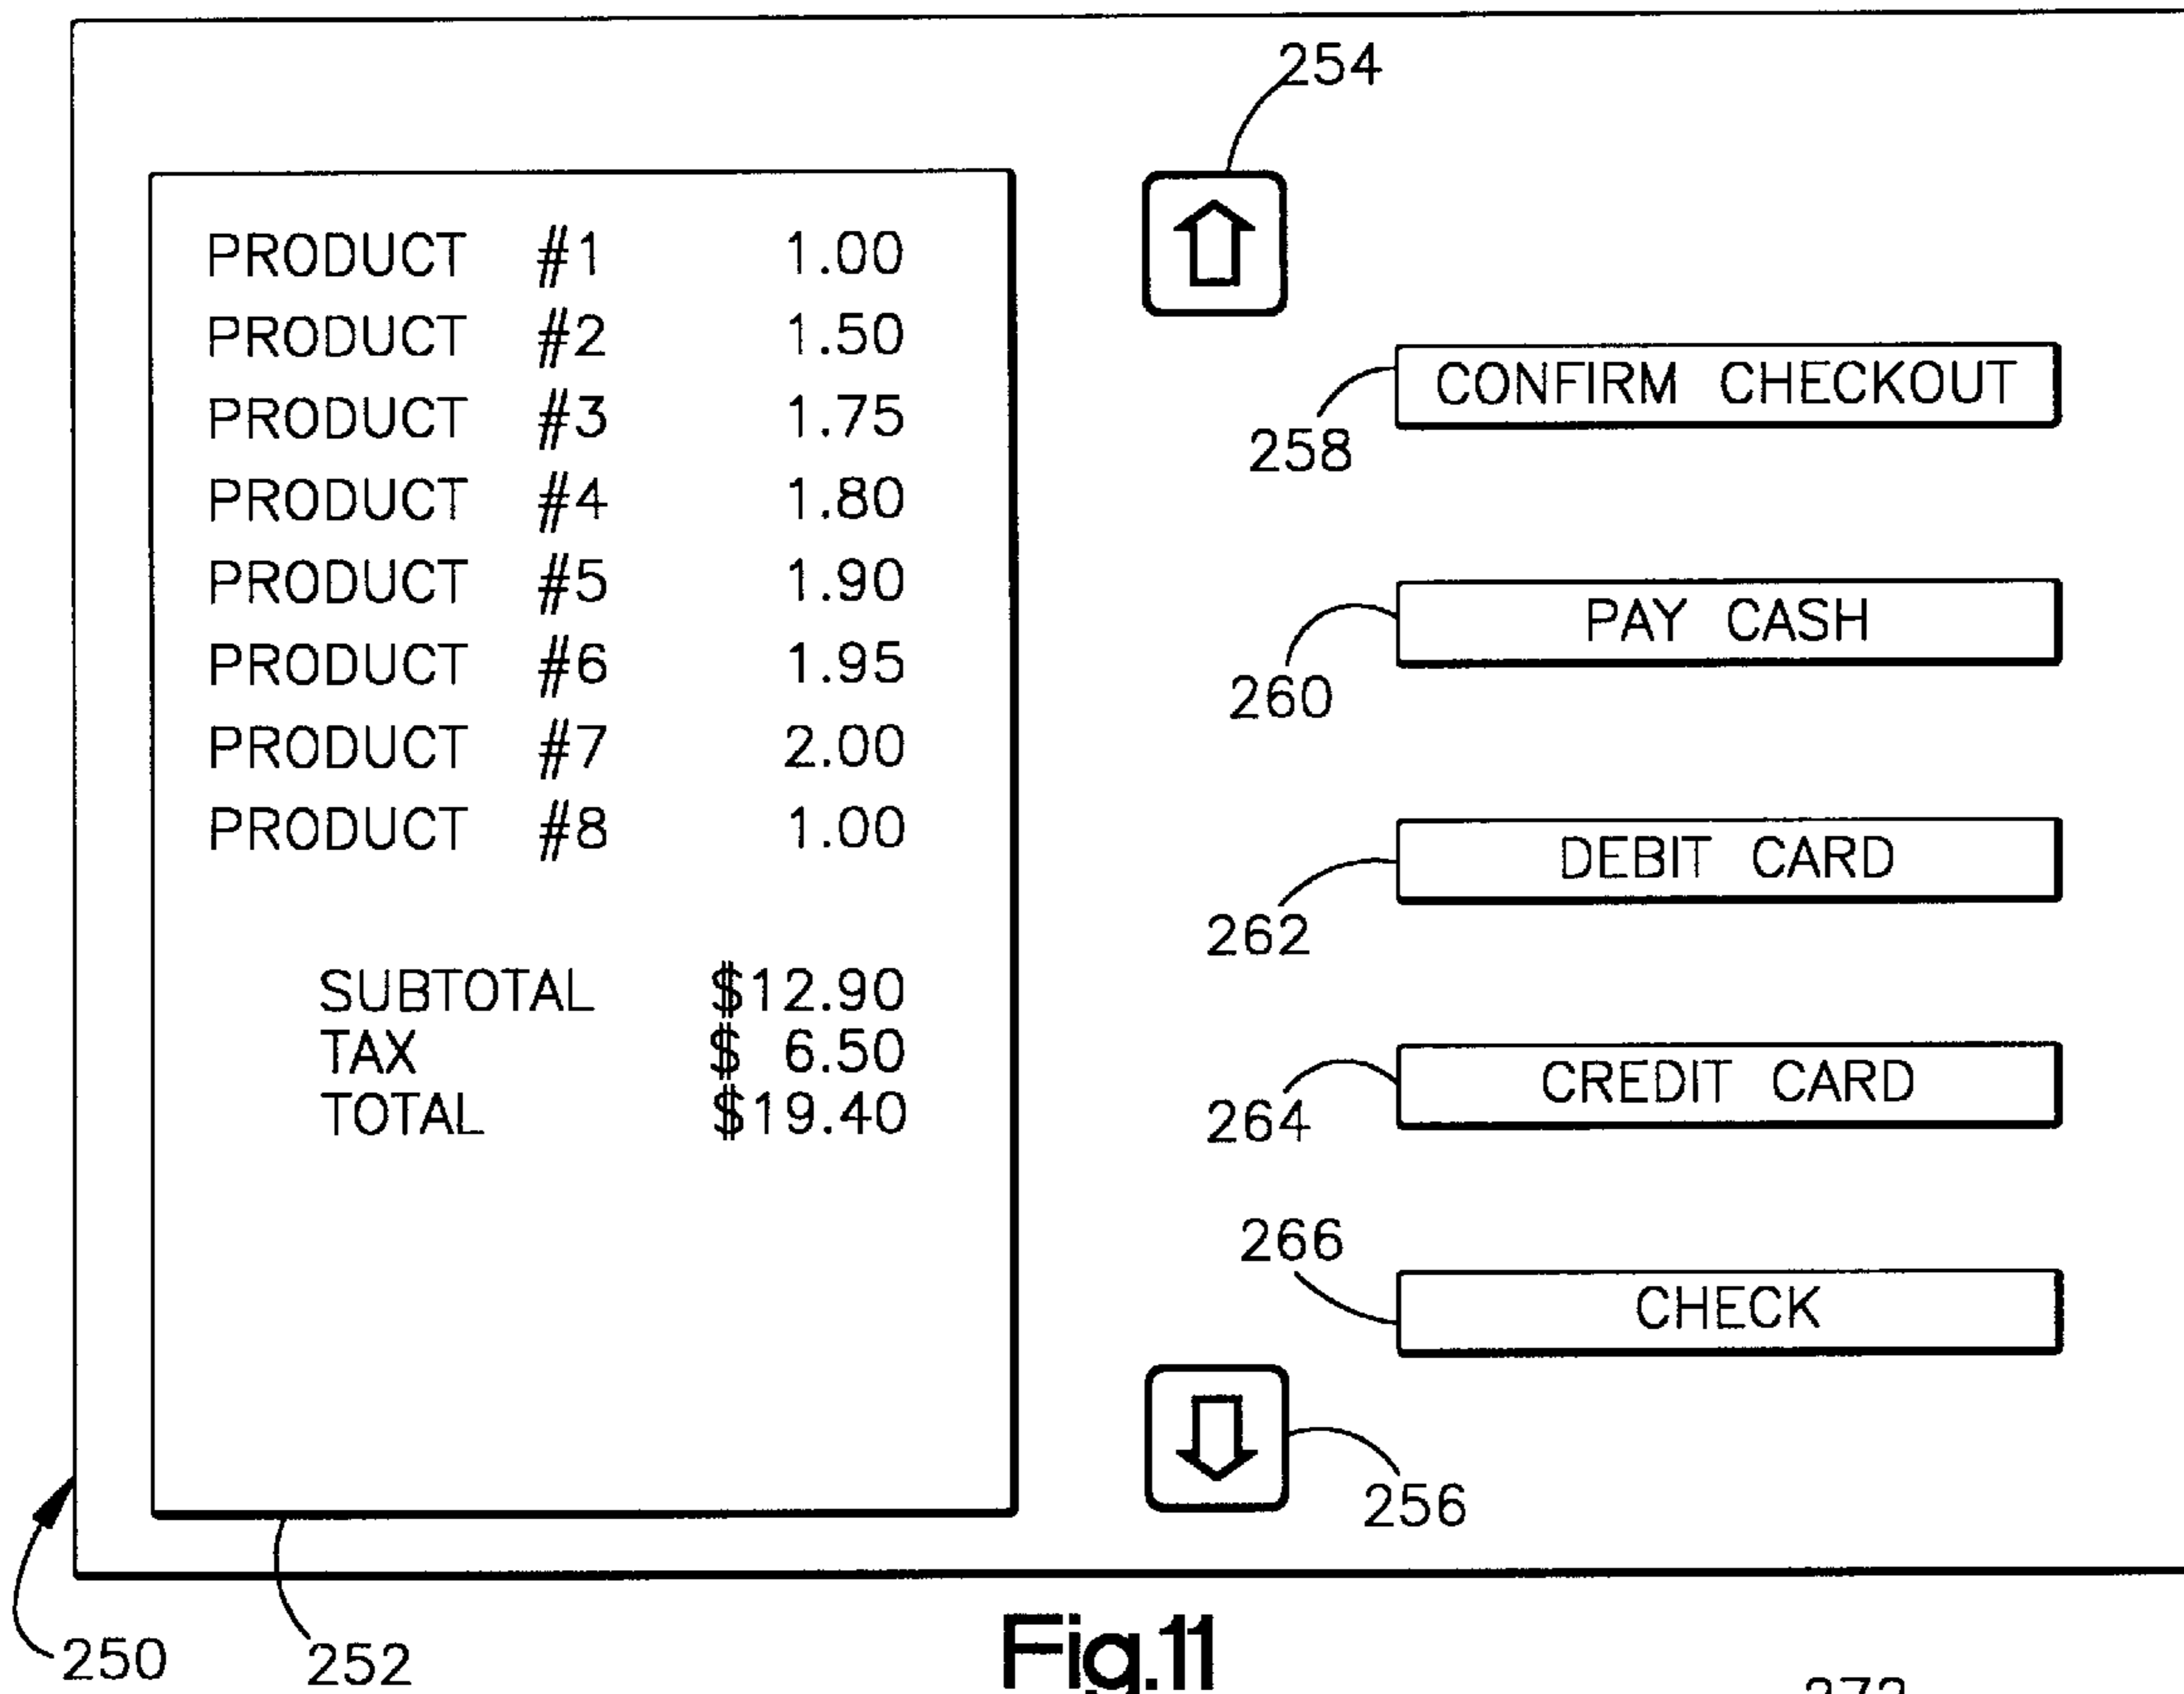 254
PRODUCT #1 1.00
PRODUCT #2 1.50
PRODUCT #3 1.75
PRODUCT #4 1.80
PRODUCT #5 1.90
PRODUCT #6 1.95
PRODUCT #7 2.00
PRODUCT #8 1.00
SUBTOTAL $12.90
TAX $ 6.50
TOTAL $19.40
CONFIRM CHECKOUT
258
PAY CASH
260
DEBIT CARD
262
CREDIT CARD
264
266
CHECK
256
250
252
Fig.11